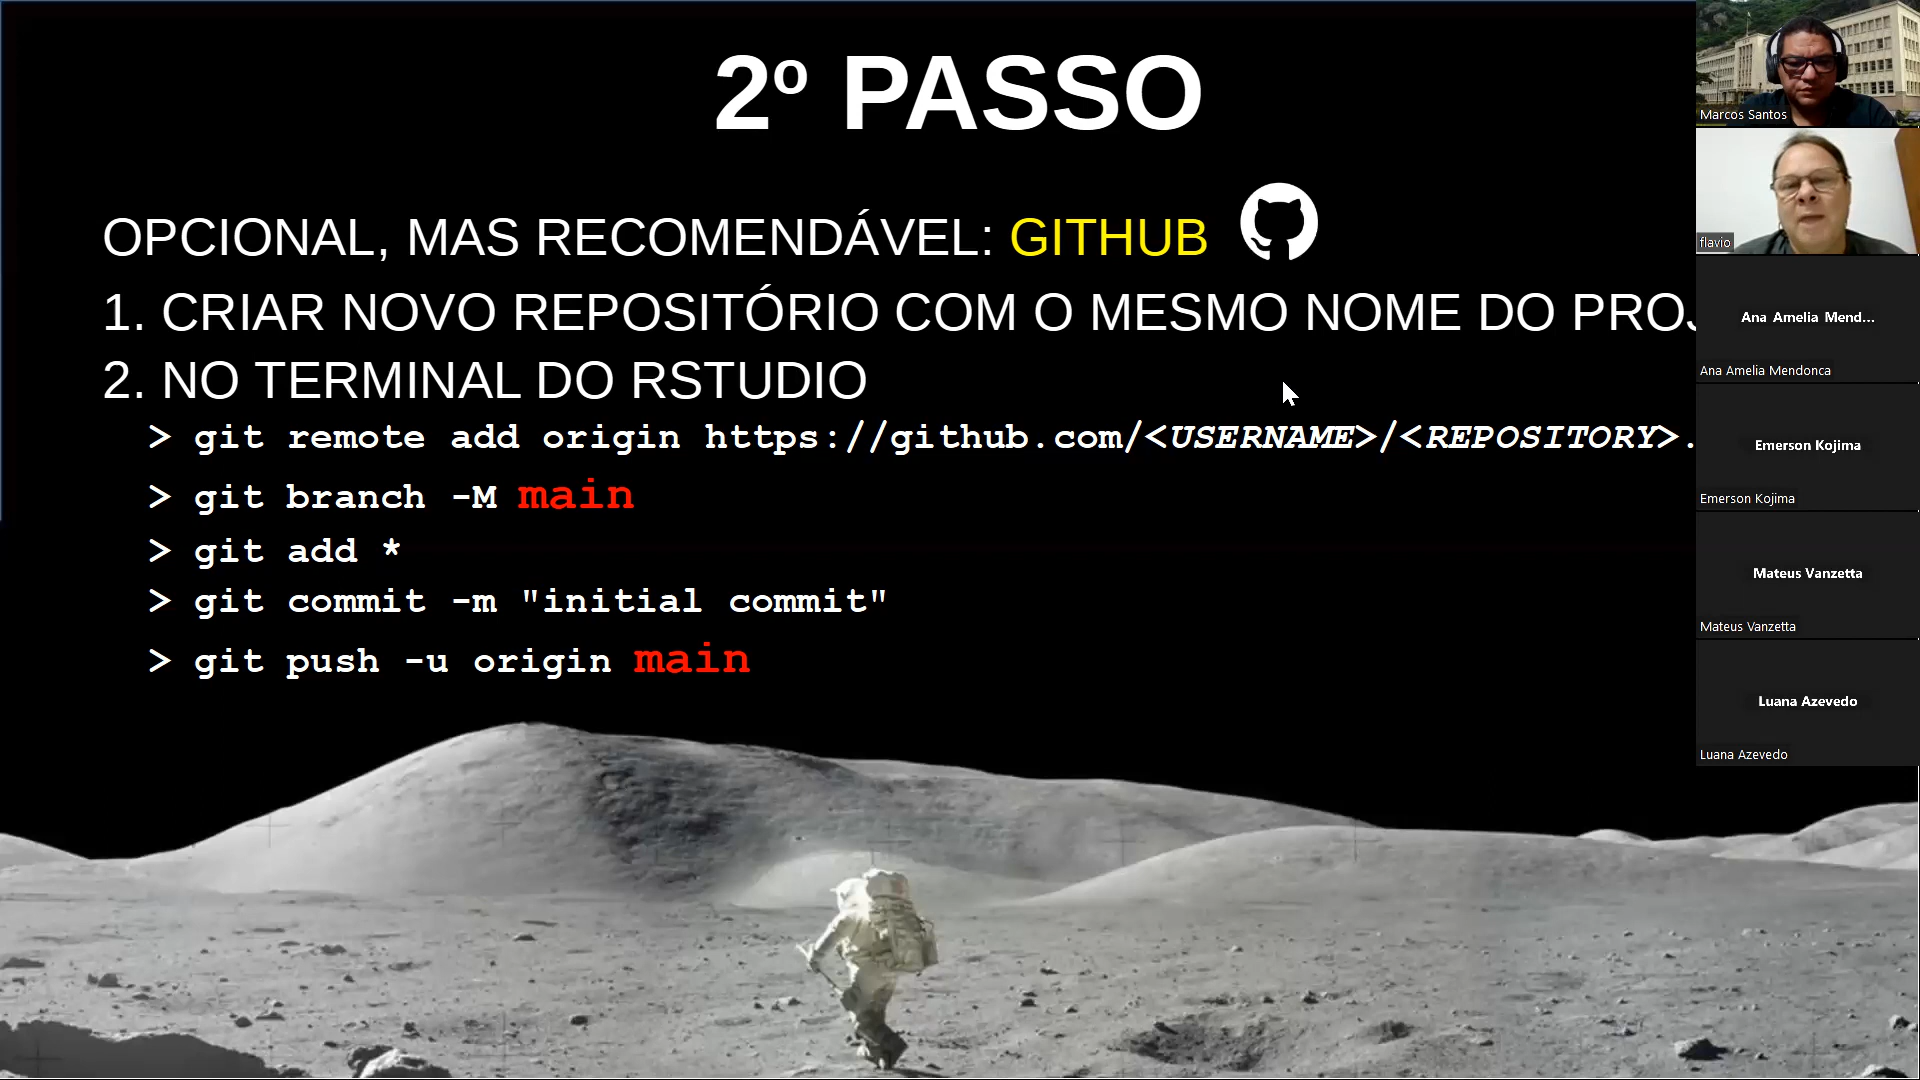 2º PASSO
OPCIONAL, MAS RECOMENDÁVEL: GITHUB
1. CRIAR NOVO REPOSITÓRIO COM O MESMO NOME DO PROJ
2. NO TERMINAL DO RSTUDIO
> git remote add origin https://github.com/<USERNAME>/<REPOSITORY>.
> git branch -M main
> git add *
> git commit -m "initial commit"
> git push -u origin main
Marcos Santos
flavio
Ana Amelia Mend...
Ana Amelia Mendonca
Emerson Kojima
Emerson Kojima
Mateus Vanzetta
Mateus Vanzetta
Luana Azevedo
Luana Azevedo